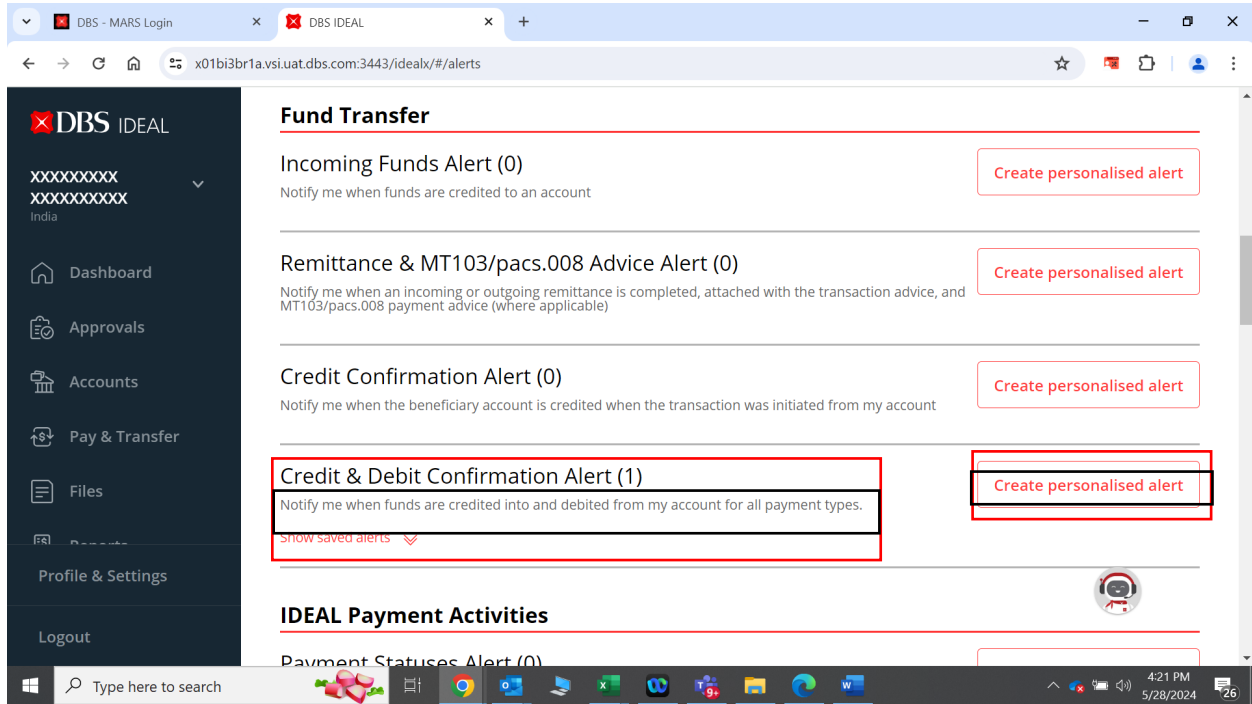 DBS - MARS Login
DBS IDEAL
x01bi3br1a.vsi.uat.dbs.com:3443/idealx/#/alerts
DBS IDEAL
XXXXXXXXX
XXXXXXXXXX
India
Dashboard
Approvals
Accounts
Pay & Transfer
Files
Reports
Profile & Settings
Logout
Fund Transfer
Incoming Funds Alert (0)
Notify me when funds are credited to an account
Create personalised alert
Remittance & MT103/pacs.008 Advice Alert (0)
Notify me when an incoming or outgoing remittance is completed, attached with the transaction advice, and
MT103/pacs.008 payment advice (where applicable)
Create personalised alert
Credit Confirmation Alert (0)
Notify me when the beneficiary account is credited when the transaction was initiated from my account
Create personalised alert
Credit & Debit Confirmation Alert (1)
Notify me when funds are credited into and debited from my account for all payment types.
Show saved alerts
Create personalised alert
IDEAL Payment Activities
Payment Statuses Alert (0)
Type here to search
9+
4:21 PM
5/28/2024
26